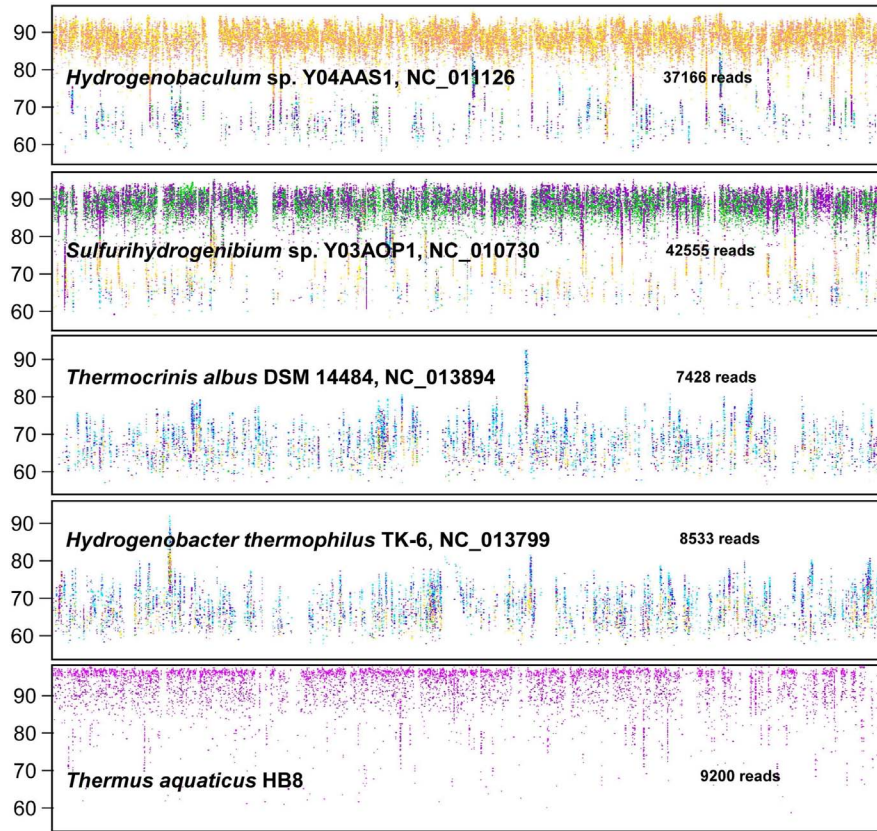 90
80
Hydrogenobaculum sp. Y04AAS1, NC_011126
37166 reads
70
60
90
80
Sulfurihydrogenibium sp. Y03AOP1, NC_010730
42555 reads
70
60
90
80
Thermocrinis albus DSM 14484, NC_013894
7428 reads
70
60
90
Hydrogenobacter thermophilus TK-6, NC_013799
8533 reads
80
70
60
90
80
70
Thermus aquaticus HB8
9200 reads
60